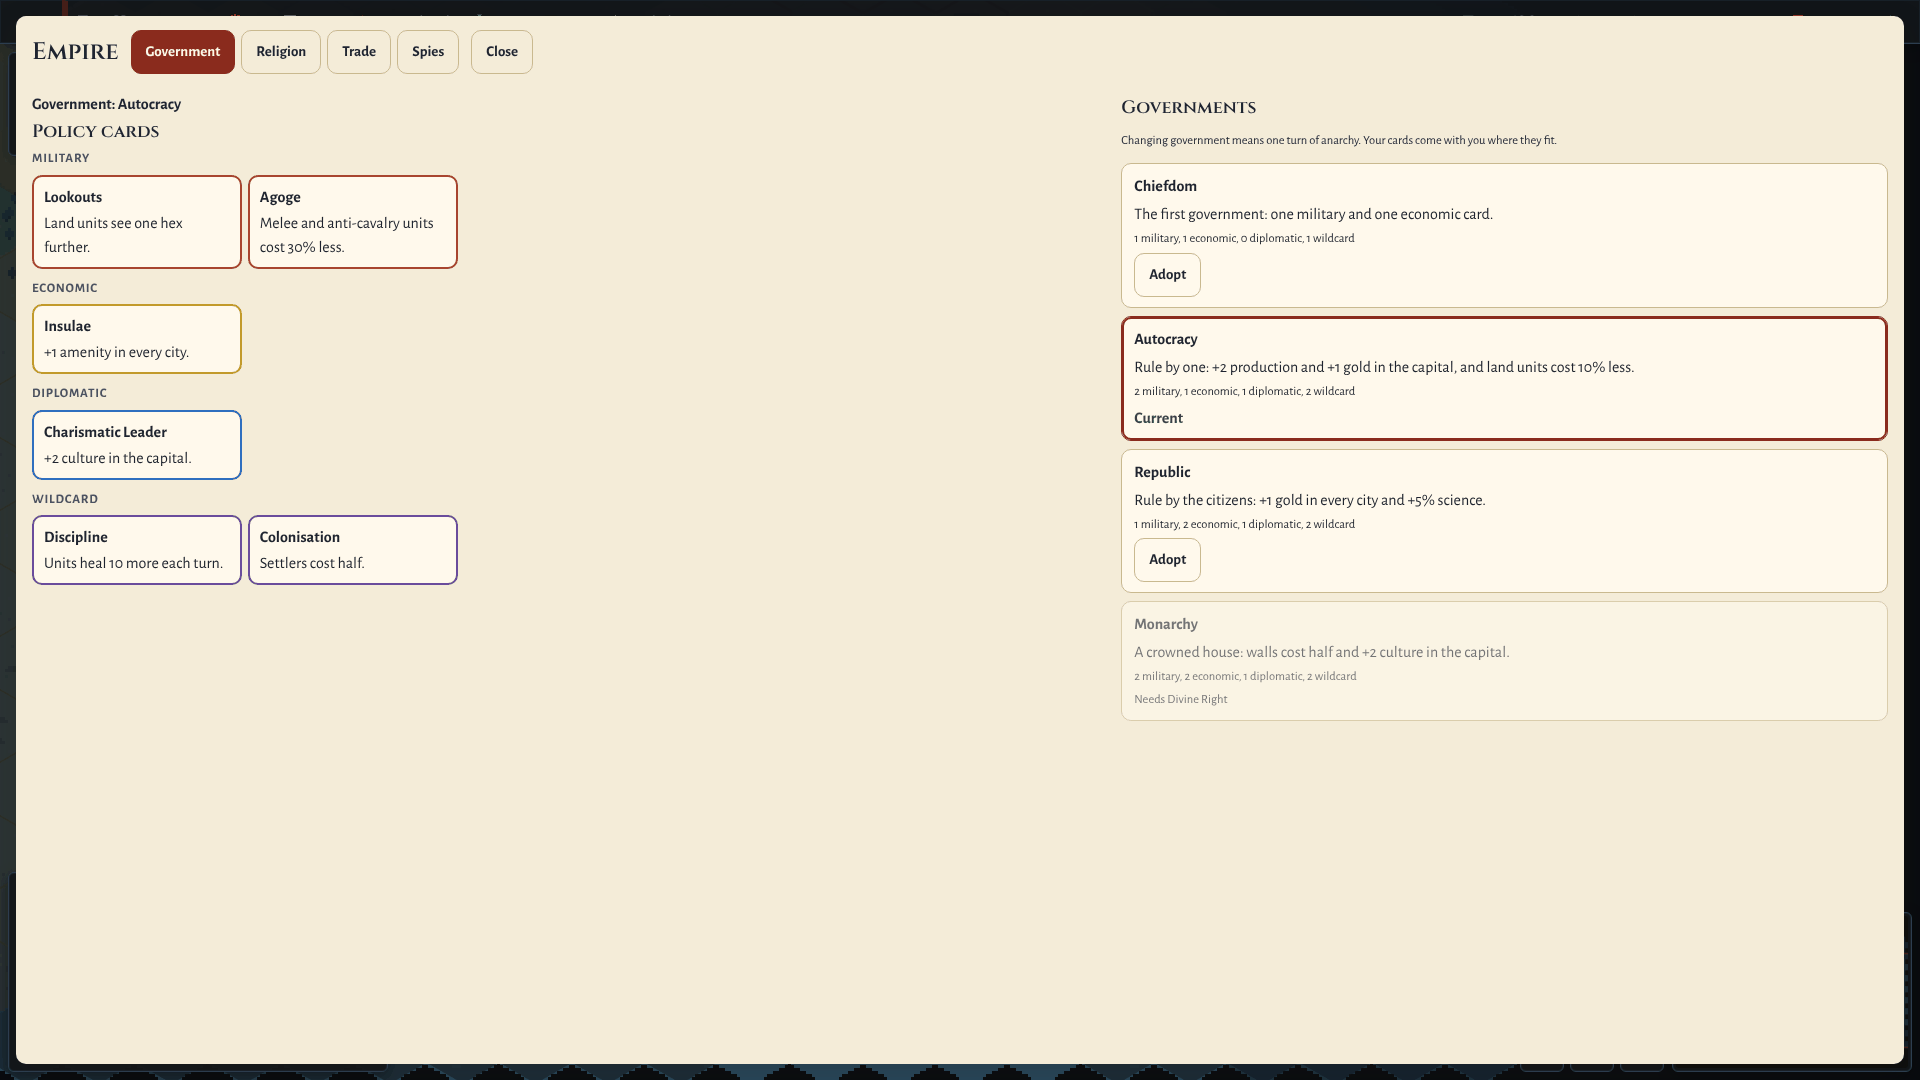 Empire
Government
Religion
Trade
Spies
Close
Government: Autocracy
Policy cards
MILITARY
Lookouts
Land units see one hex
further.
Agoge
Melee and anti-cavalry units
cost 30% less.
ECONOMIC
Insulae
+1 amenity in every city.
DIPLOMATIC
Charismatic Leader
+2 culture in the capital.
WILDCARD
Discipline
Units heal 10 more each turn.
Colonisation
Settlers cost half.
Governments
Changing government means one turn of anarchy. Your cards come with you where they fit.
Chiefdom
The first government: one military and one economic card.
1 military, 1 economic, 0 diplomatic, 1 wildcard
Adopt
Autocracy
Rule by one: +2 production and +1 gold in the capital, and land units cost 10% less.
2 military, 1 economic, 1 diplomatic, 2 wildcard
Current
Republic
Rule by the citizens: +1 gold in every city and +5% science.
1 military, 2 economic, 1 diplomatic, 2 wildcard
Adopt
Monarchy
A crowned house: walls cost half and +2 culture in the capital.
2 military, 2 economic, 1 diplomatic, 2 wildcard
Needs Divine Right